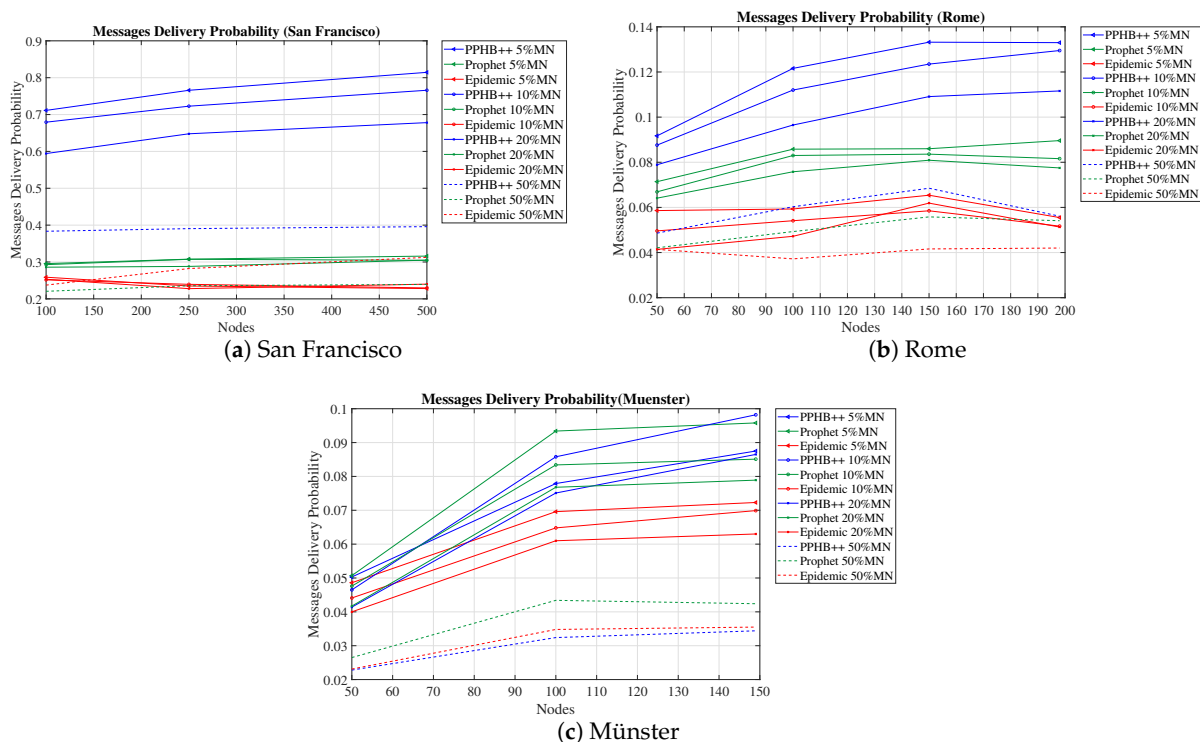 Messages Delivery Probability (San Francisco)
Messages Delivery Probability
0.9
0.8
0.7
0.6
0.5
0.4
0.3
0.2
100 150 200 250 300 350 400 450 500
Nodes
PPHB++ 5%MN
Prophet 5%MN
Epidemic 5%MN
PPHB++ 10%MN
Prophet 10%MN
Epidemic 10%MN
PPHB++ 20%MN
Prophet 20%MN
Epidemic 20%MN
PPHB++ 50%MN
Prophet 50%MN
Epidemic 50%MN
(a) San Francisco
Messages Delivery Probability (Rome)
Messages Delivery Probability
0.14
0.12
0.1
0.08
0.06
0.04
0.02
50 60 70 80 90 100 110 120 130 140 150 160 170 180 190 200
Nodes
PPHB++ 5%MN
Prophet 5%MN
Epidemic 5%MN
PPHB++ 10%MN
Prophet 10%MN
Epidemic 10%MN
PPHB++ 20%MN
Prophet 20%MN
Epidemic 20%MN
PPHB++ 50%MN
Prophet 50%MN
Epidemic 50%MN
(b) Rome
Messages Delivery Probability(Muenster)
Messages Delivery Probability
0.1
0.09
0.08
0.07
0.06
0.05
0.04
0.03
0.02
50 60 70 80 90 100 110 120 130 140 150
Nodes
PPHB++ 5%MN
Prophet 5%MN
Epidemic 5%MN
PPHB++ 10%MN
Prophet 10%MN
Epidemic 10%MN
PPHB++ 20%MN
Prophet 20%MN
Epidemic 20%MN
PPHB++ 50%MN
Prophet 50%MN
Epidemic 50%MN
(c) Münster